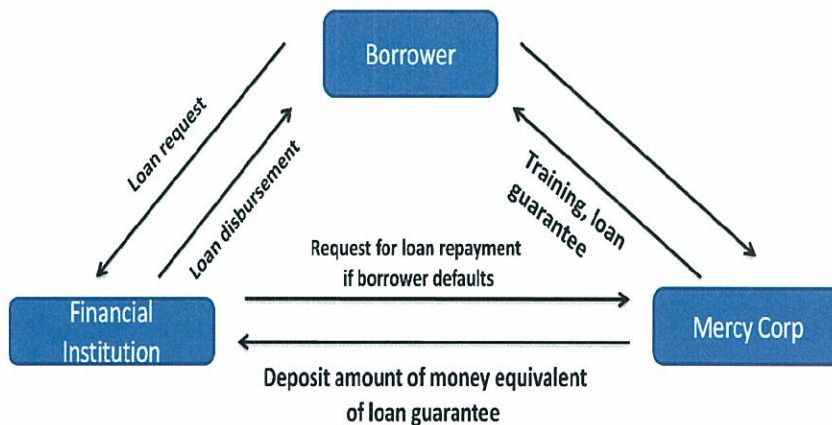 Borrower
Loan request
Loan disbursement
Training, loan
guarantee
Request for loan repayment
if borrower defaults
Financial
Institution
Mercy Corp
Deposit amount of money equivalent
of loan guarantee